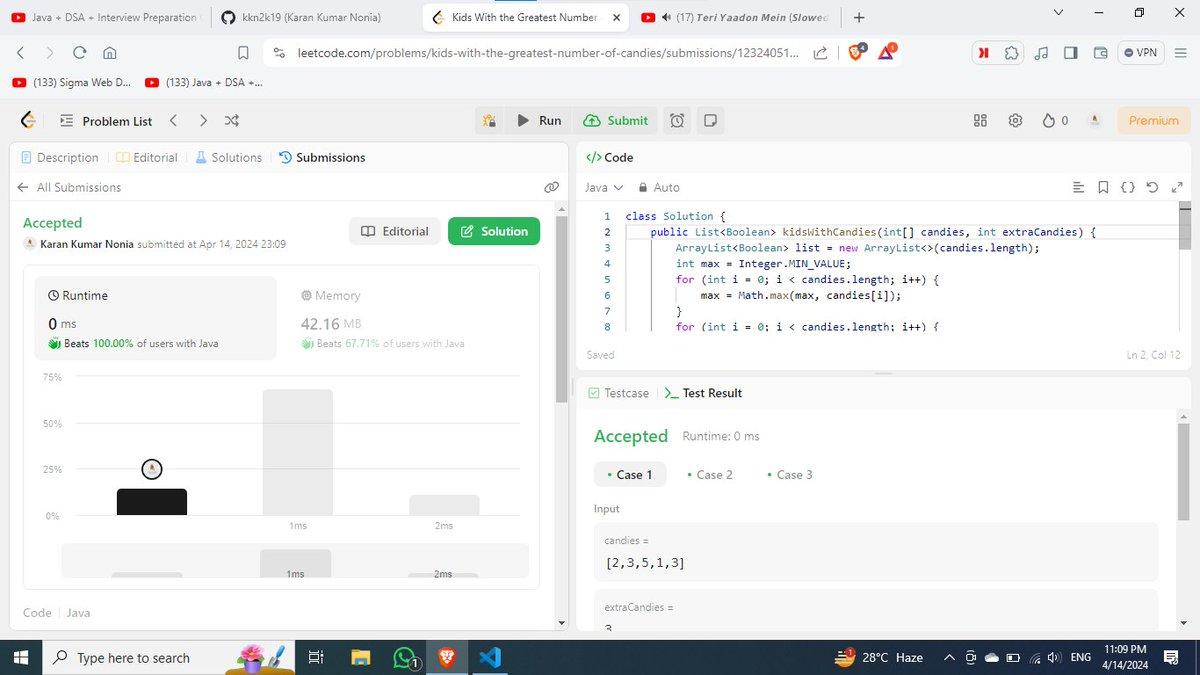 Java + DSA + Interview Preparation
kkn2k19 (Karan Kumar Nonia)
Kids With the Greatest Number
(17) Teri Yaadon Mein (Slowed
leetcode.com/problems/kids-with-the-greatest-number-of-candies/submissions/12324051...
4
1
VPN
(133) Sigma Web D...
(133) Java + DSA +...
Problem List
Run
Submit
0
Premium
Description
Editorial
Solutions
Submissions
All Submissions
Accepted
Karan Kumar Nonia submitted at Apr 14, 2024 23:09
Editorial
Solution
Runtime
0 ms
Beats 100.00% of users with Java
Memory
42.16 MB
Beats 67.71% of users with Java
75%
50%
25%
0%
1ms
2ms
1ms
2ms
Code
Java
</> Code
Java
Auto
1 class Solution {
2 public List<Boolean> kidsWithCandies(int[] candies, int extraCandies) {
3 ArrayList<Boolean> list = new ArrayList<>(candies.length);
4 int max = Integer.MIN_VALUE;
5 for (int i = 0; i < candies.length; i++) {
6 max = Math.max(max, candies[i]);
7 }
8 for (int i = 0; i < candies.length; i++) {
Saved
Ln 2, Col 12
Testcase
Test Result
Accepted
Runtime: 0 ms
Case 1
Case 2
Case 3
Input
candies =
[2,3,5,1,3]
extraCandies =
3
Type here to search
1
1
28°C Haze
ENG
11:09 PM
4/14/2024